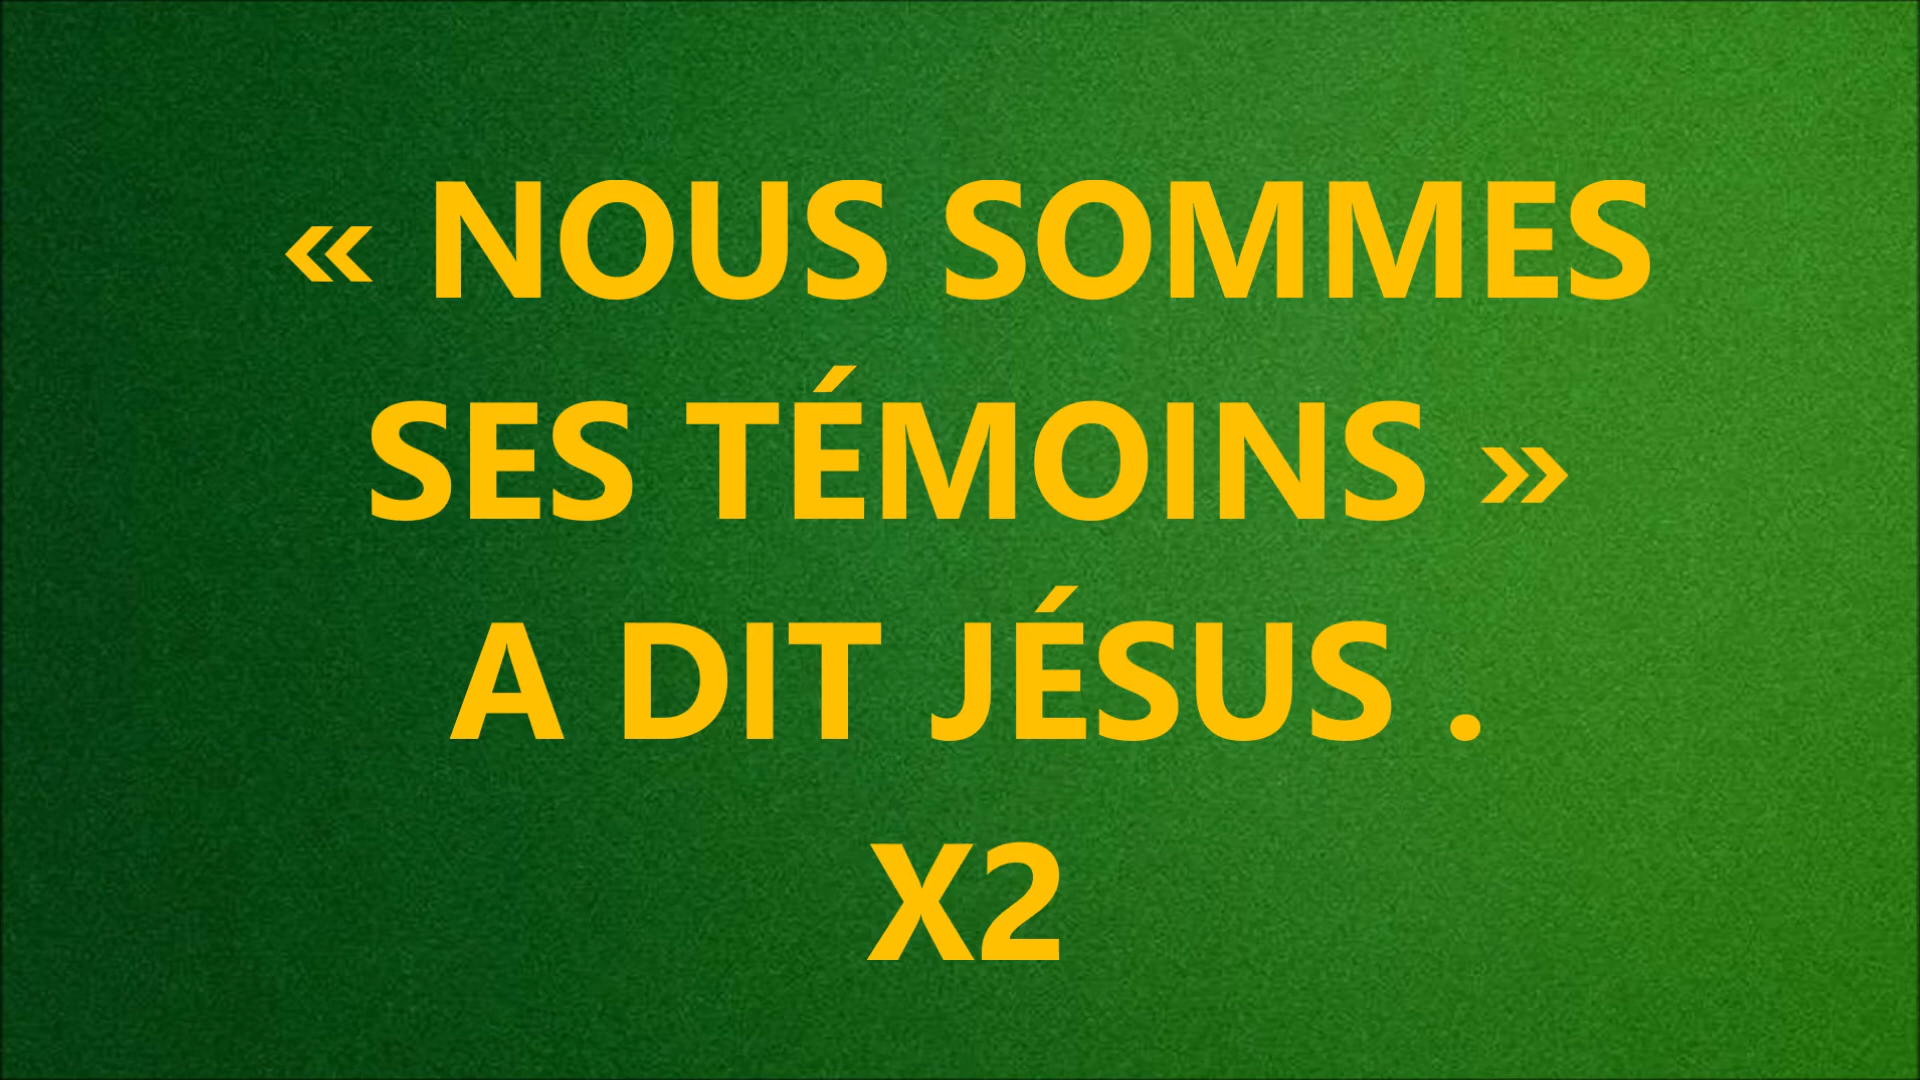 « NOUS SOMMES
SES TÉMOINS »
A DIT JÉSUS .
X2